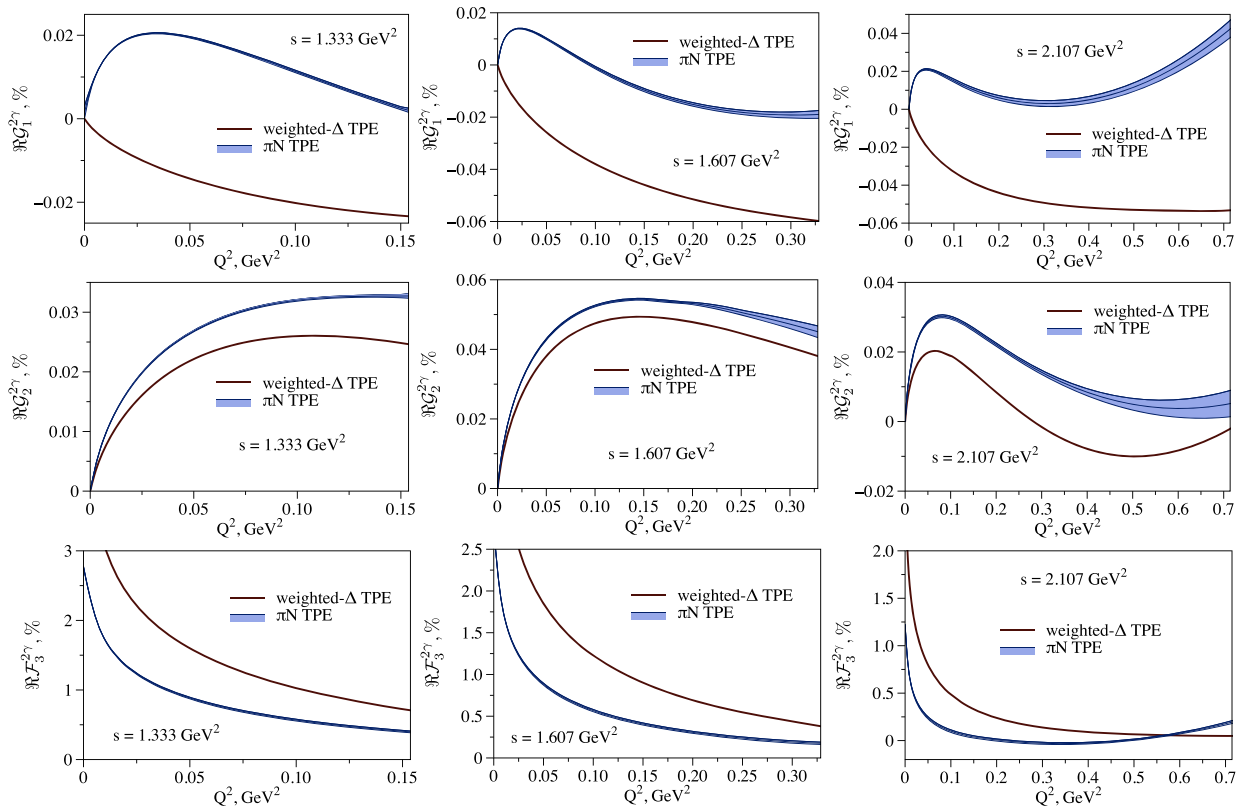 0.02
0
−0.02
ℜ𝒢₁^2γ, %
s = 1.333 GeV²
weighted-Δ TPE
πN TPE
0 0.05 0.10 0.15
Q², GeV²
0.02
0
−0.02
−0.04
−0.06
ℜ𝒢₁^2γ, %
weighted-Δ TPE
πN TPE
s = 1.607 GeV²
0 0.05 0.10 0.15 0.20 0.25 0.30
Q², GeV²
0.04
0.02
0
−0.02
−0.04
−0.06
ℜ𝒢₁^2γ, %
s = 2.107 GeV²
weighted-Δ TPE
πN TPE
0 0.1 0.2 0.3 0.4 0.5 0.6 0.7
Q², GeV²
0.03
0.02
0.01
0
ℜ𝒢₂^2γ, %
weighted-Δ TPE
πN TPE
s = 1.333 GeV²
0 0.05 0.10 0.15
Q², GeV²
0.06
0.04
0.02
0
ℜ𝒢₂^2γ, %
weighted-Δ TPE
πN TPE
s = 1.607 GeV²
0 0.05 0.10 0.15 0.20 0.25 0.30
Q², GeV²
0.04
0.02
0
−0.02
ℜ𝒢₂^2γ, %
weighted-Δ TPE
πN TPE
s = 2.107 GeV²
0 0.1 0.2 0.3 0.4 0.5 0.6 0.7
Q², GeV²
3
2
1
0
ℜℱ₃^2γ, %
weighted-Δ TPE
πN TPE
s = 1.333 GeV²
0 0.05 0.10 0.15
Q², GeV²
2.5
2.0
1.5
1.0
0.5
0
ℜℱ₃^2γ, %
weighted-Δ TPE
πN TPE
s = 1.607 GeV²
0 0.05 0.10 0.15 0.20 0.25 0.30
Q², GeV²
2.0
1.5
1.0
0.5
0
ℜℱ₃^2γ, %
s = 2.107 GeV²
weighted-Δ TPE
πN TPE
0 0.1 0.2 0.3 0.4 0.5 0.6 0.7
Q², GeV²